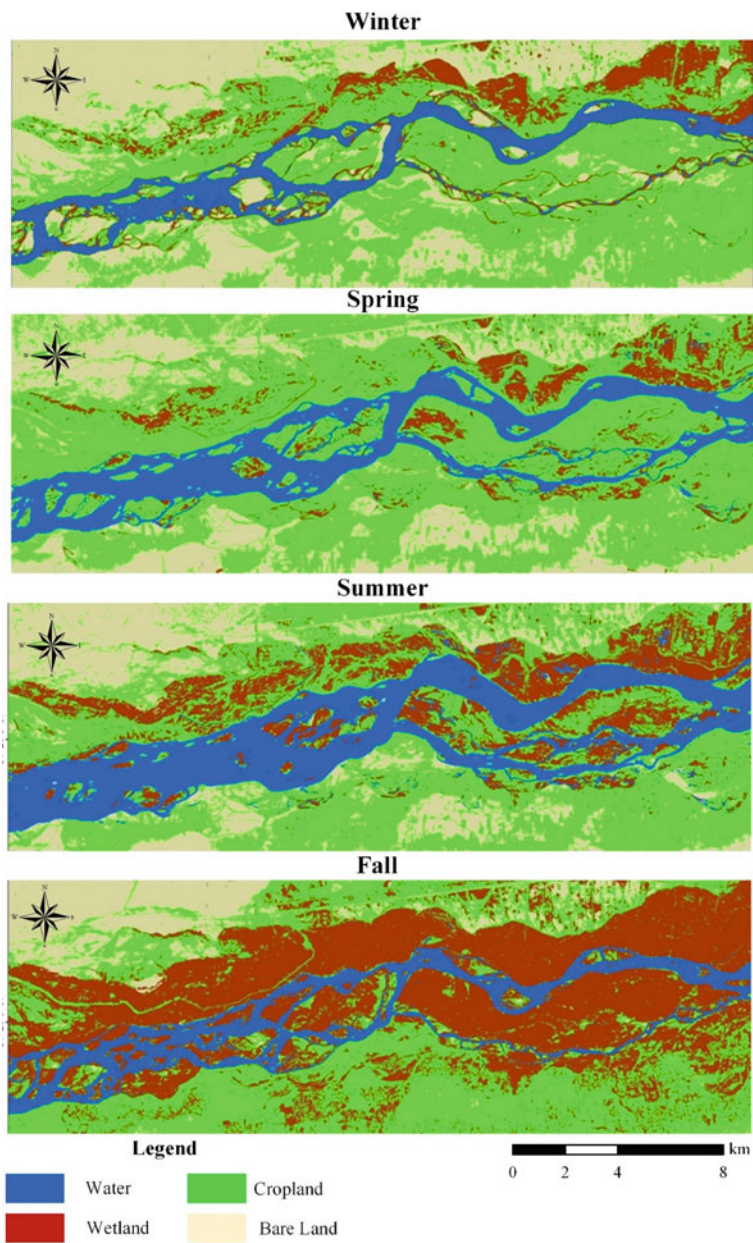 Winter
N
W E
S
Spring
N
W E
S
Summer
N
W E
S
Fall
N
W E
S
Legend
km
0 2 4 8
Water
Cropland
Wetland
Bare Land